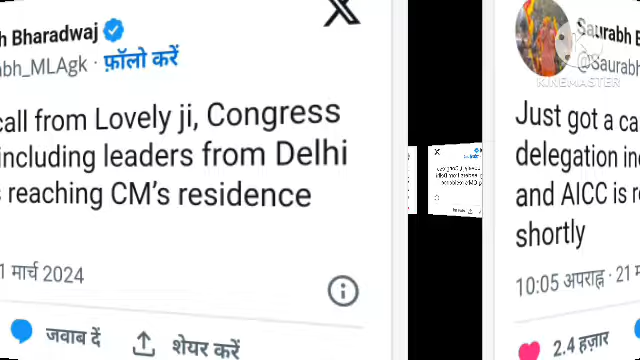 h Bharadwaj
bh_MLAgk · फ़ॉलो करें
call from Lovely ji, Congress
including leaders from Delhi
s reaching CM's residence
1 मार्च 2024
जवाब दें
शेयर करें
Saurabh B
@Saurabh
KINEMASTER
Just got a ca
delegation inc
and AICC is re
shortly
10:05 अपराह्न · 21 म
2.4 हज़ार